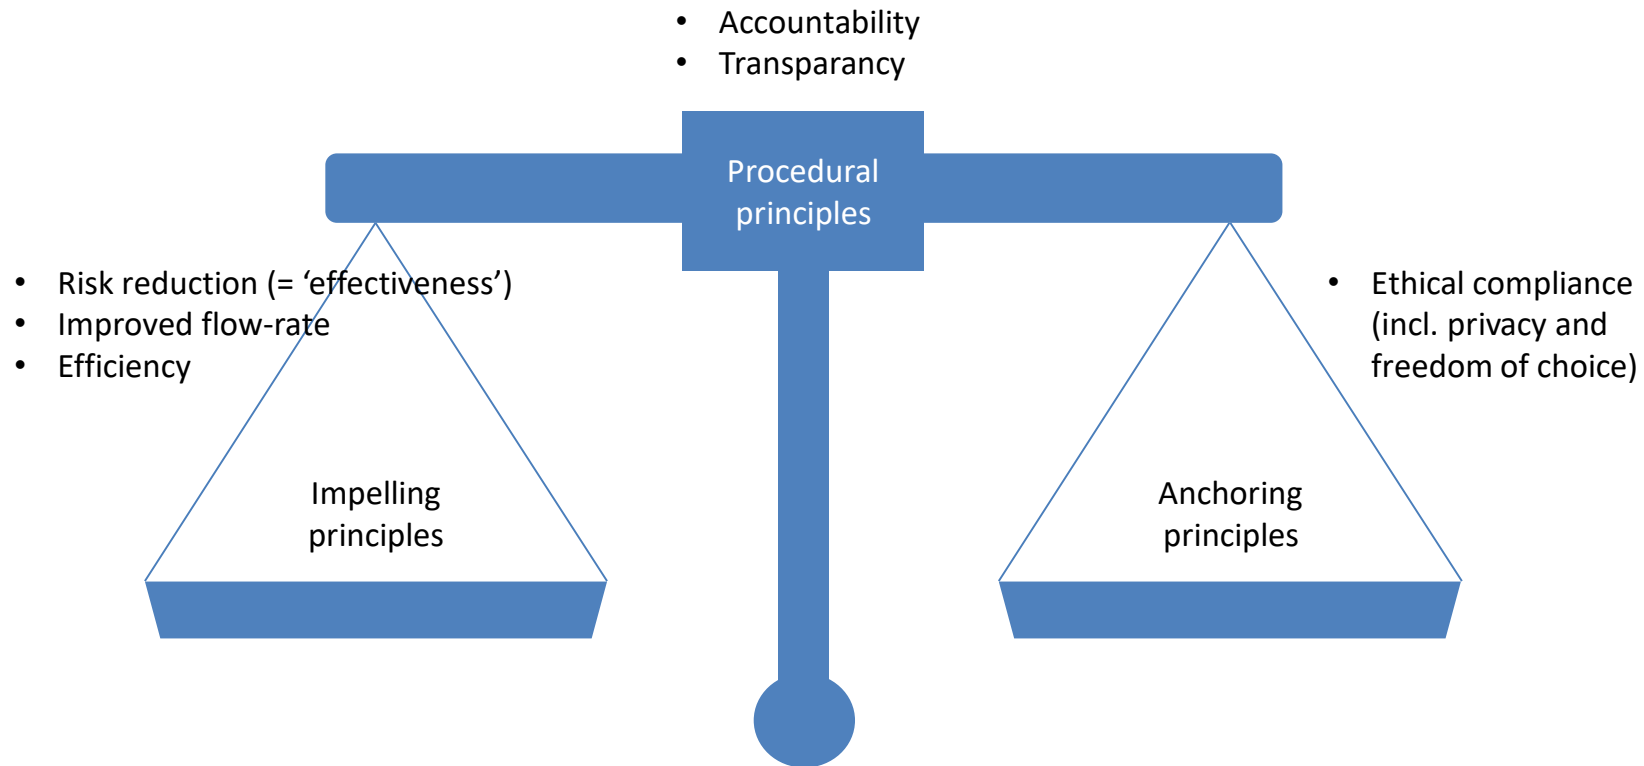 • Accountability
• Transparancy
Procedural
principles
• Risk reduction (= ‘effectiveness’)
• Improved flow-rate
• Efficiency
• Ethical compliance
(incl. privacy and
freedom of choice)
Impelling
principles
Anchoring
principles